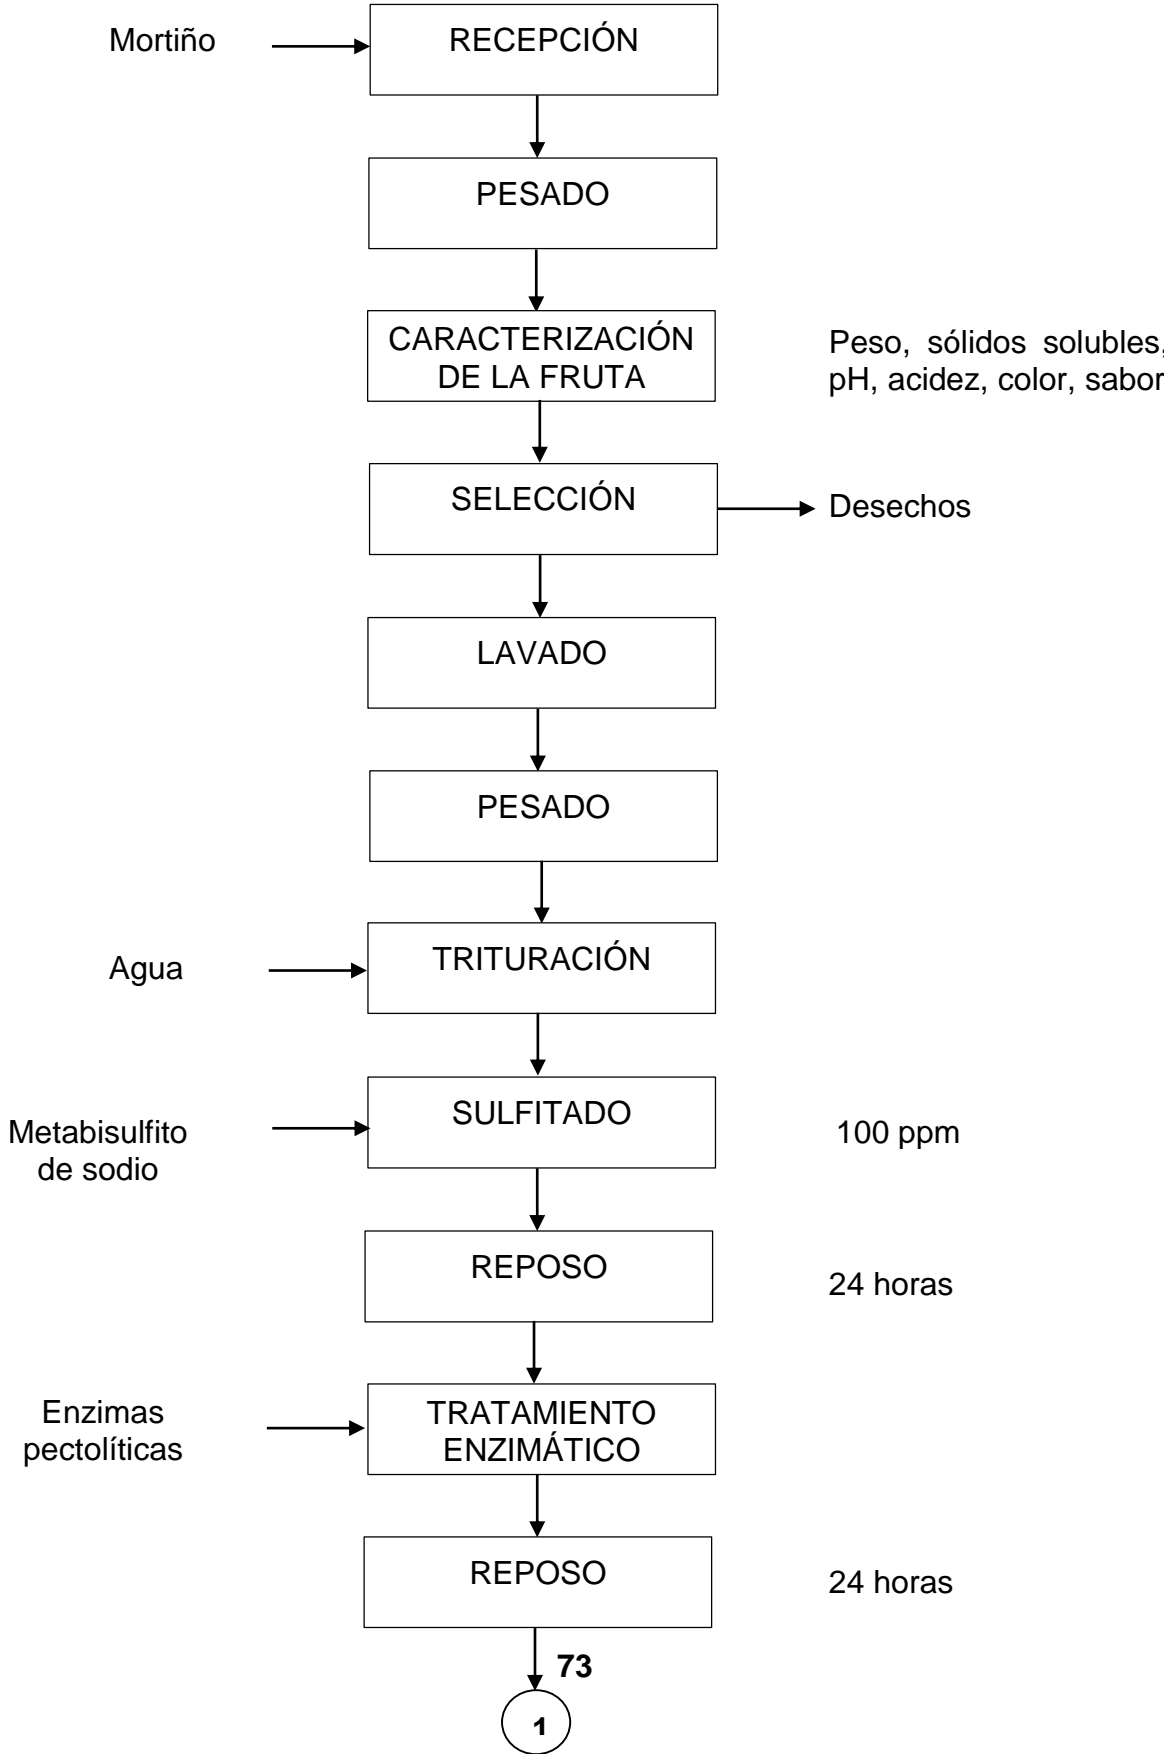 Mortiño
RECEPCIÓN
PESADO
CARACTERIZACIÓN
DE LA FRUTA
Peso, sólidos solubles,
pH, acidez, color, sabor
SELECCIÓN
Desechos
LAVADO
PESADO
Agua
TRITURACIÓN
Metabisulfito
de sodio
SULFITADO
100 ppm
REPOSO
24 horas
Enzimas
pectolíticas
TRATAMIENTO
ENZIMÁTICO
REPOSO
24 horas
73
1